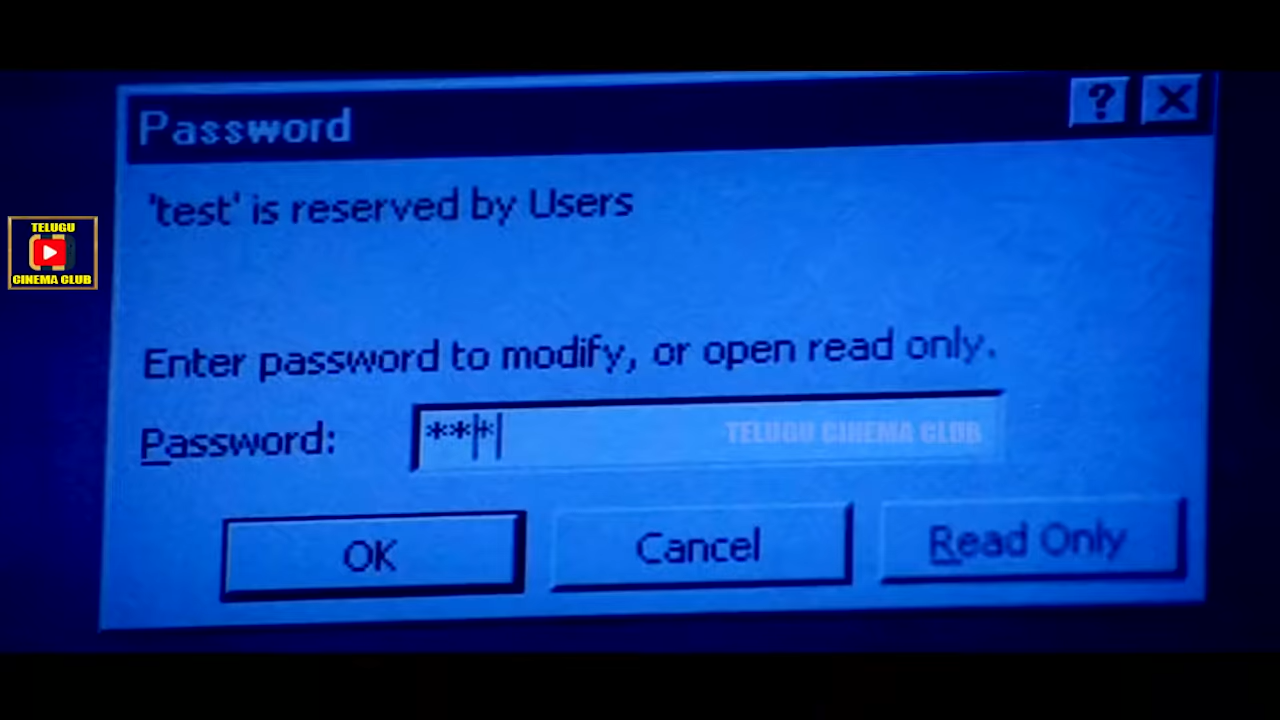 Password
? X
'test' is reserved by Users
TELUGU
CINEMA CLUB
Enter password to modify, or open read only.
Password: ***
TELUGU CINEMA CLUB
OK Cancel Read Only